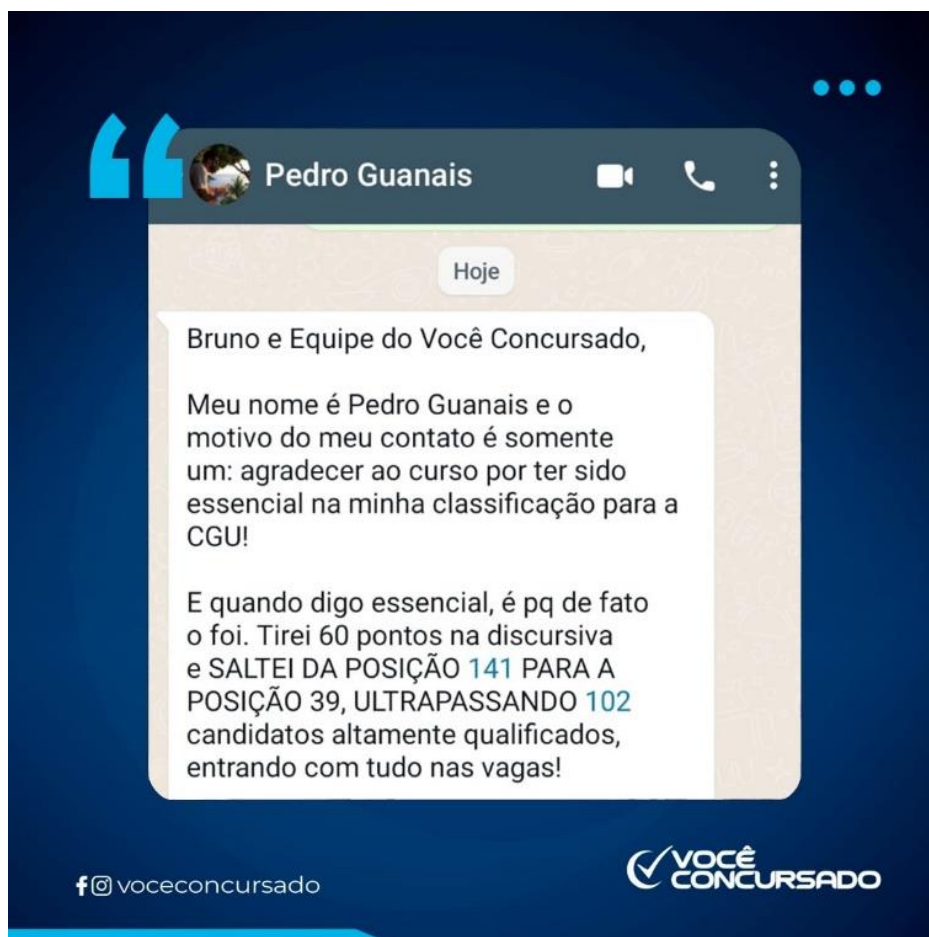 Pedro Guanais
Hoje
Bruno e Equipe do Você Concursado,
Meu nome é Pedro Guanais e o
motivo do meu contato é somente
um: agradecer ao curso por ter sido
essencial na minha classificação para a
CGU!
E quando digo essencial, é pq de fato
o foi. Tirei 60 pontos na discursiva
e SALTEI DA POSIÇÃO 141 PARA A
POSIÇÃO 39, ULTRAPASSANDO 102
candidatos altamente qualificados,
entrando com tudo nas vagas!
voceconcursado
VOCÊ
CONCURSADO